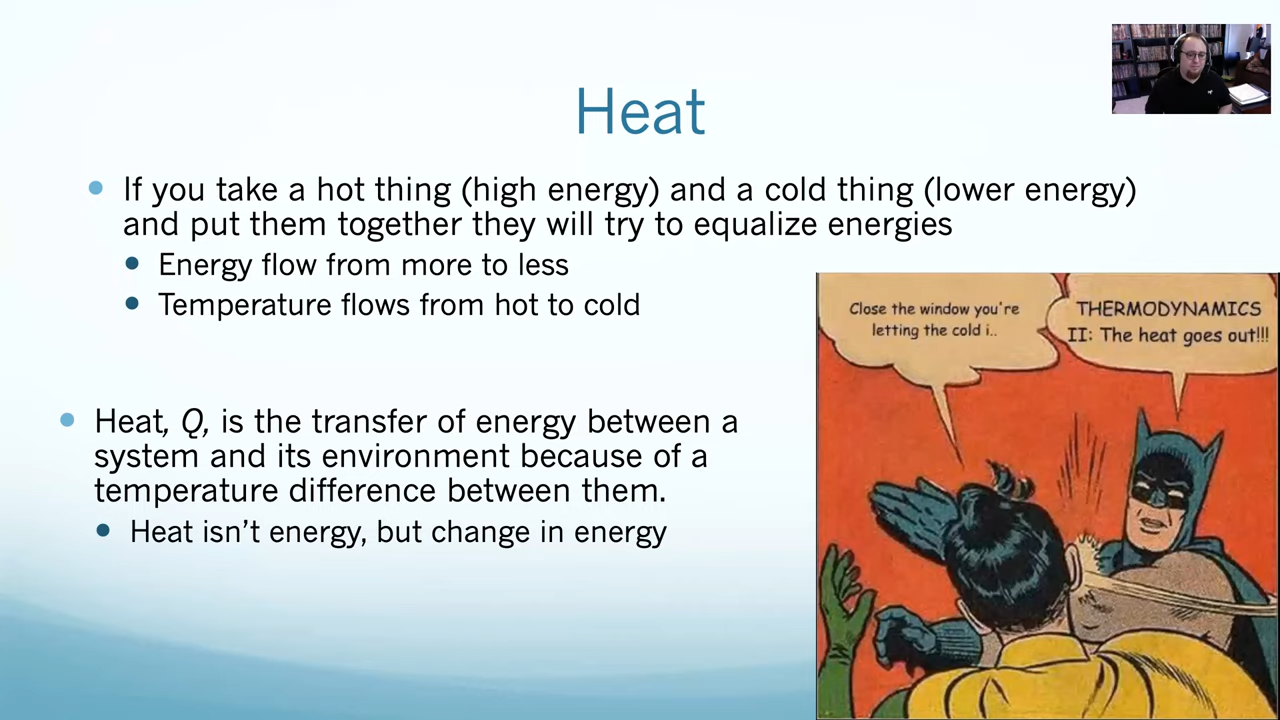 Heat
If you take a hot thing (high energy) and a cold thing (lower energy)
and put them together they will try to equalize energies
Energy flow from more to less
Temperature flows from hot to cold
Heat, Q, is the transfer of energy between a
system and its environment because of a
temperature difference between them.
Heat isn't energy, but change in energy
Close the window you're
letting the cold i..
THERMODYNAMICS
II: The heat goes out!!!